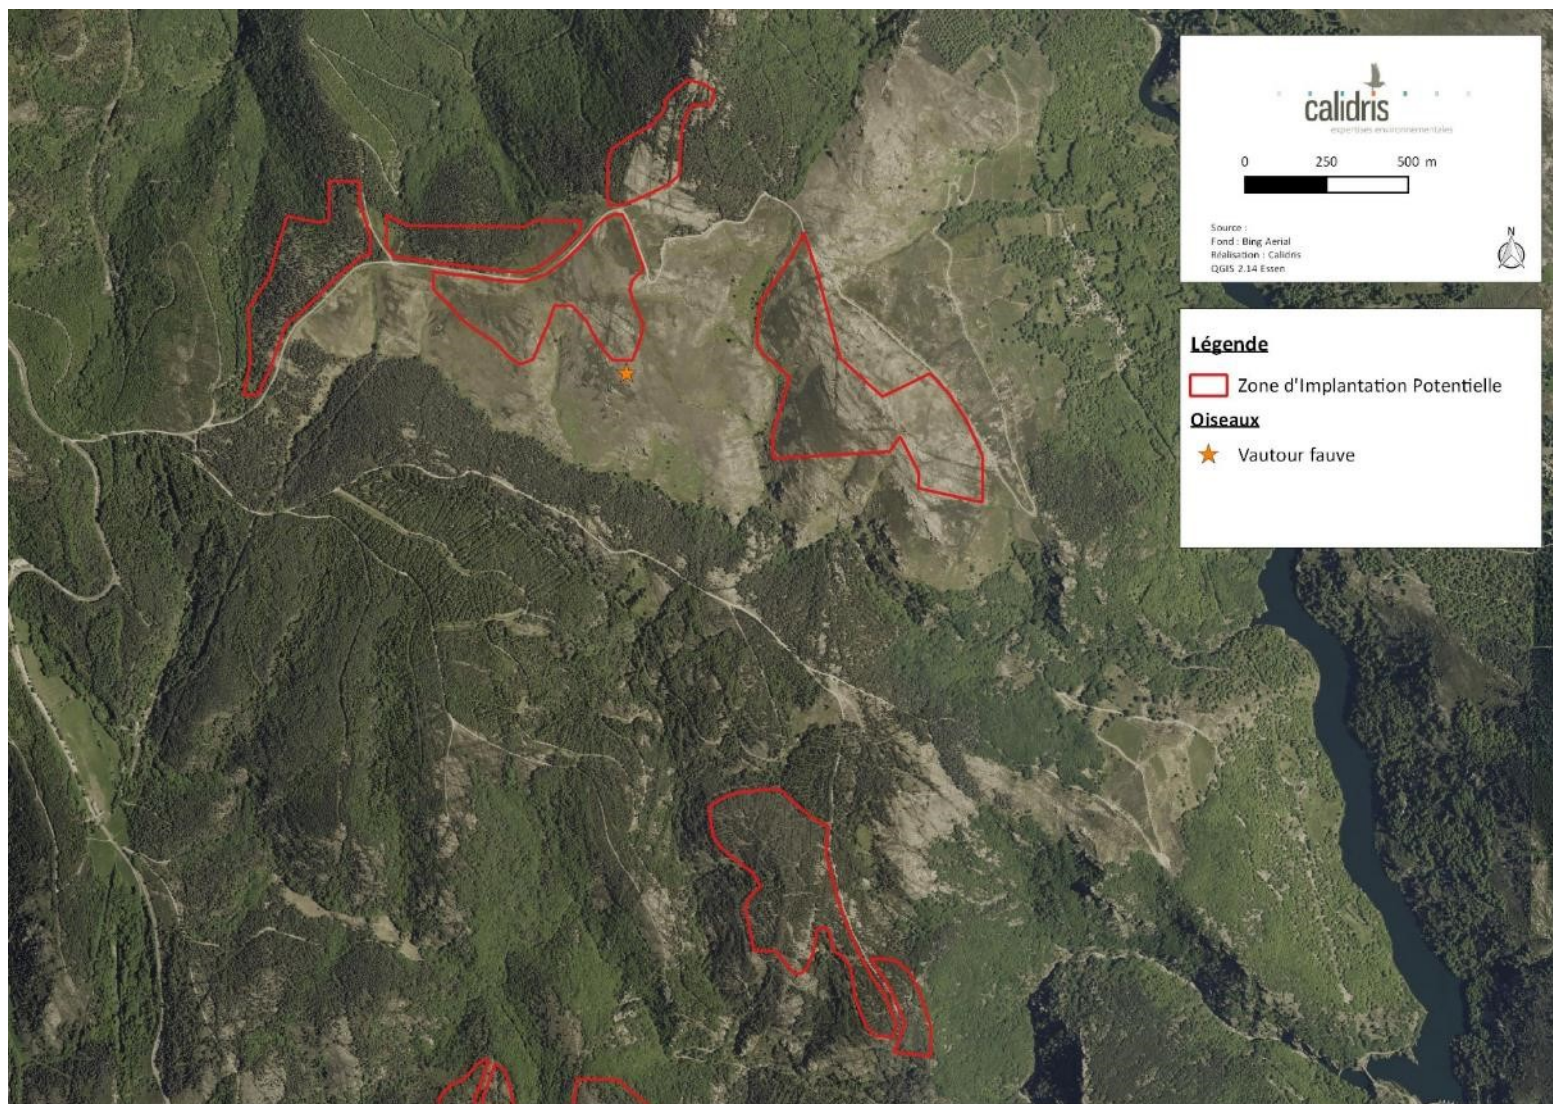 calidris
expertises environnementales
0 250 500 m
Source :
Fond : Bing Aerial
Réalisation : Calidris
QGIS 2.14 Essen
N
Légende
Zone d'Implantation Potentielle
Oiseaux
Vautour fauve